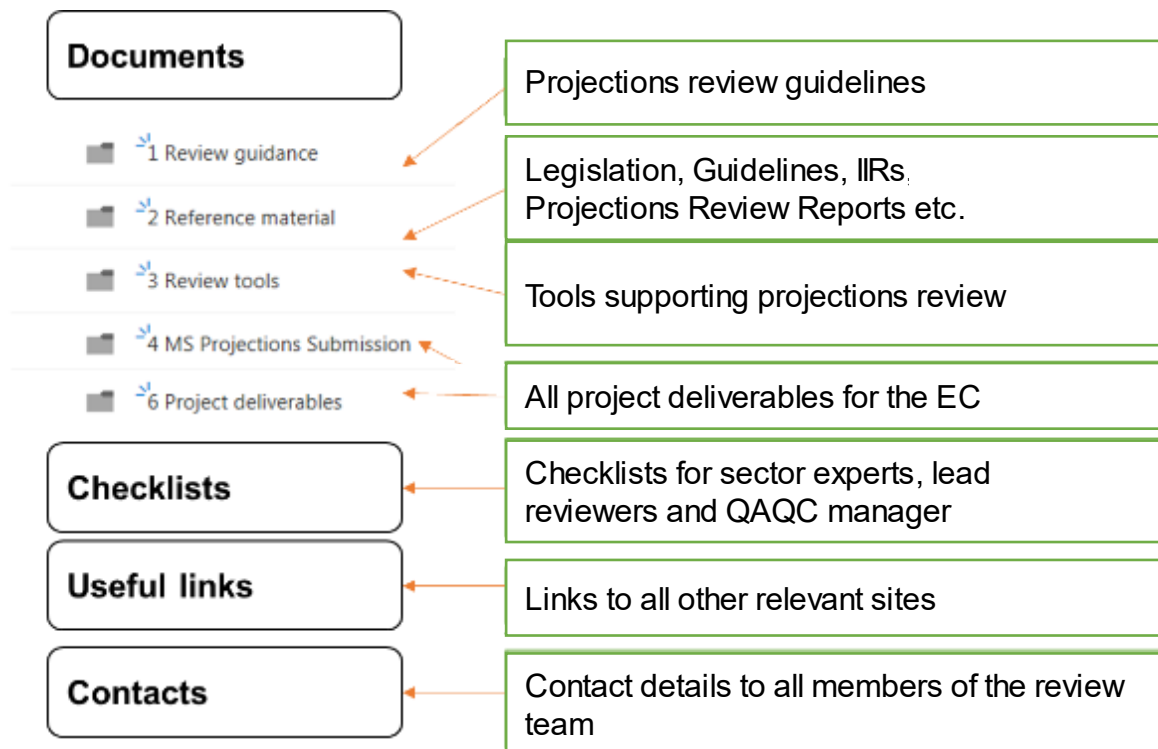 Documents
Projections review guidelines
1 Review guidance
Legislation, Guidelines, IIRs,
Projections Review Reports etc.
2 Reference material
3 Review tools
Tools supporting projections review
4 MS Projections Submission
6 Project deliverables
All project deliverables for the EC
Checklists
Checklists for sector experts, lead
reviewers and QAQC manager
Useful links
Links to all other relevant sites
Contacts
Contact details to all members of the review
team